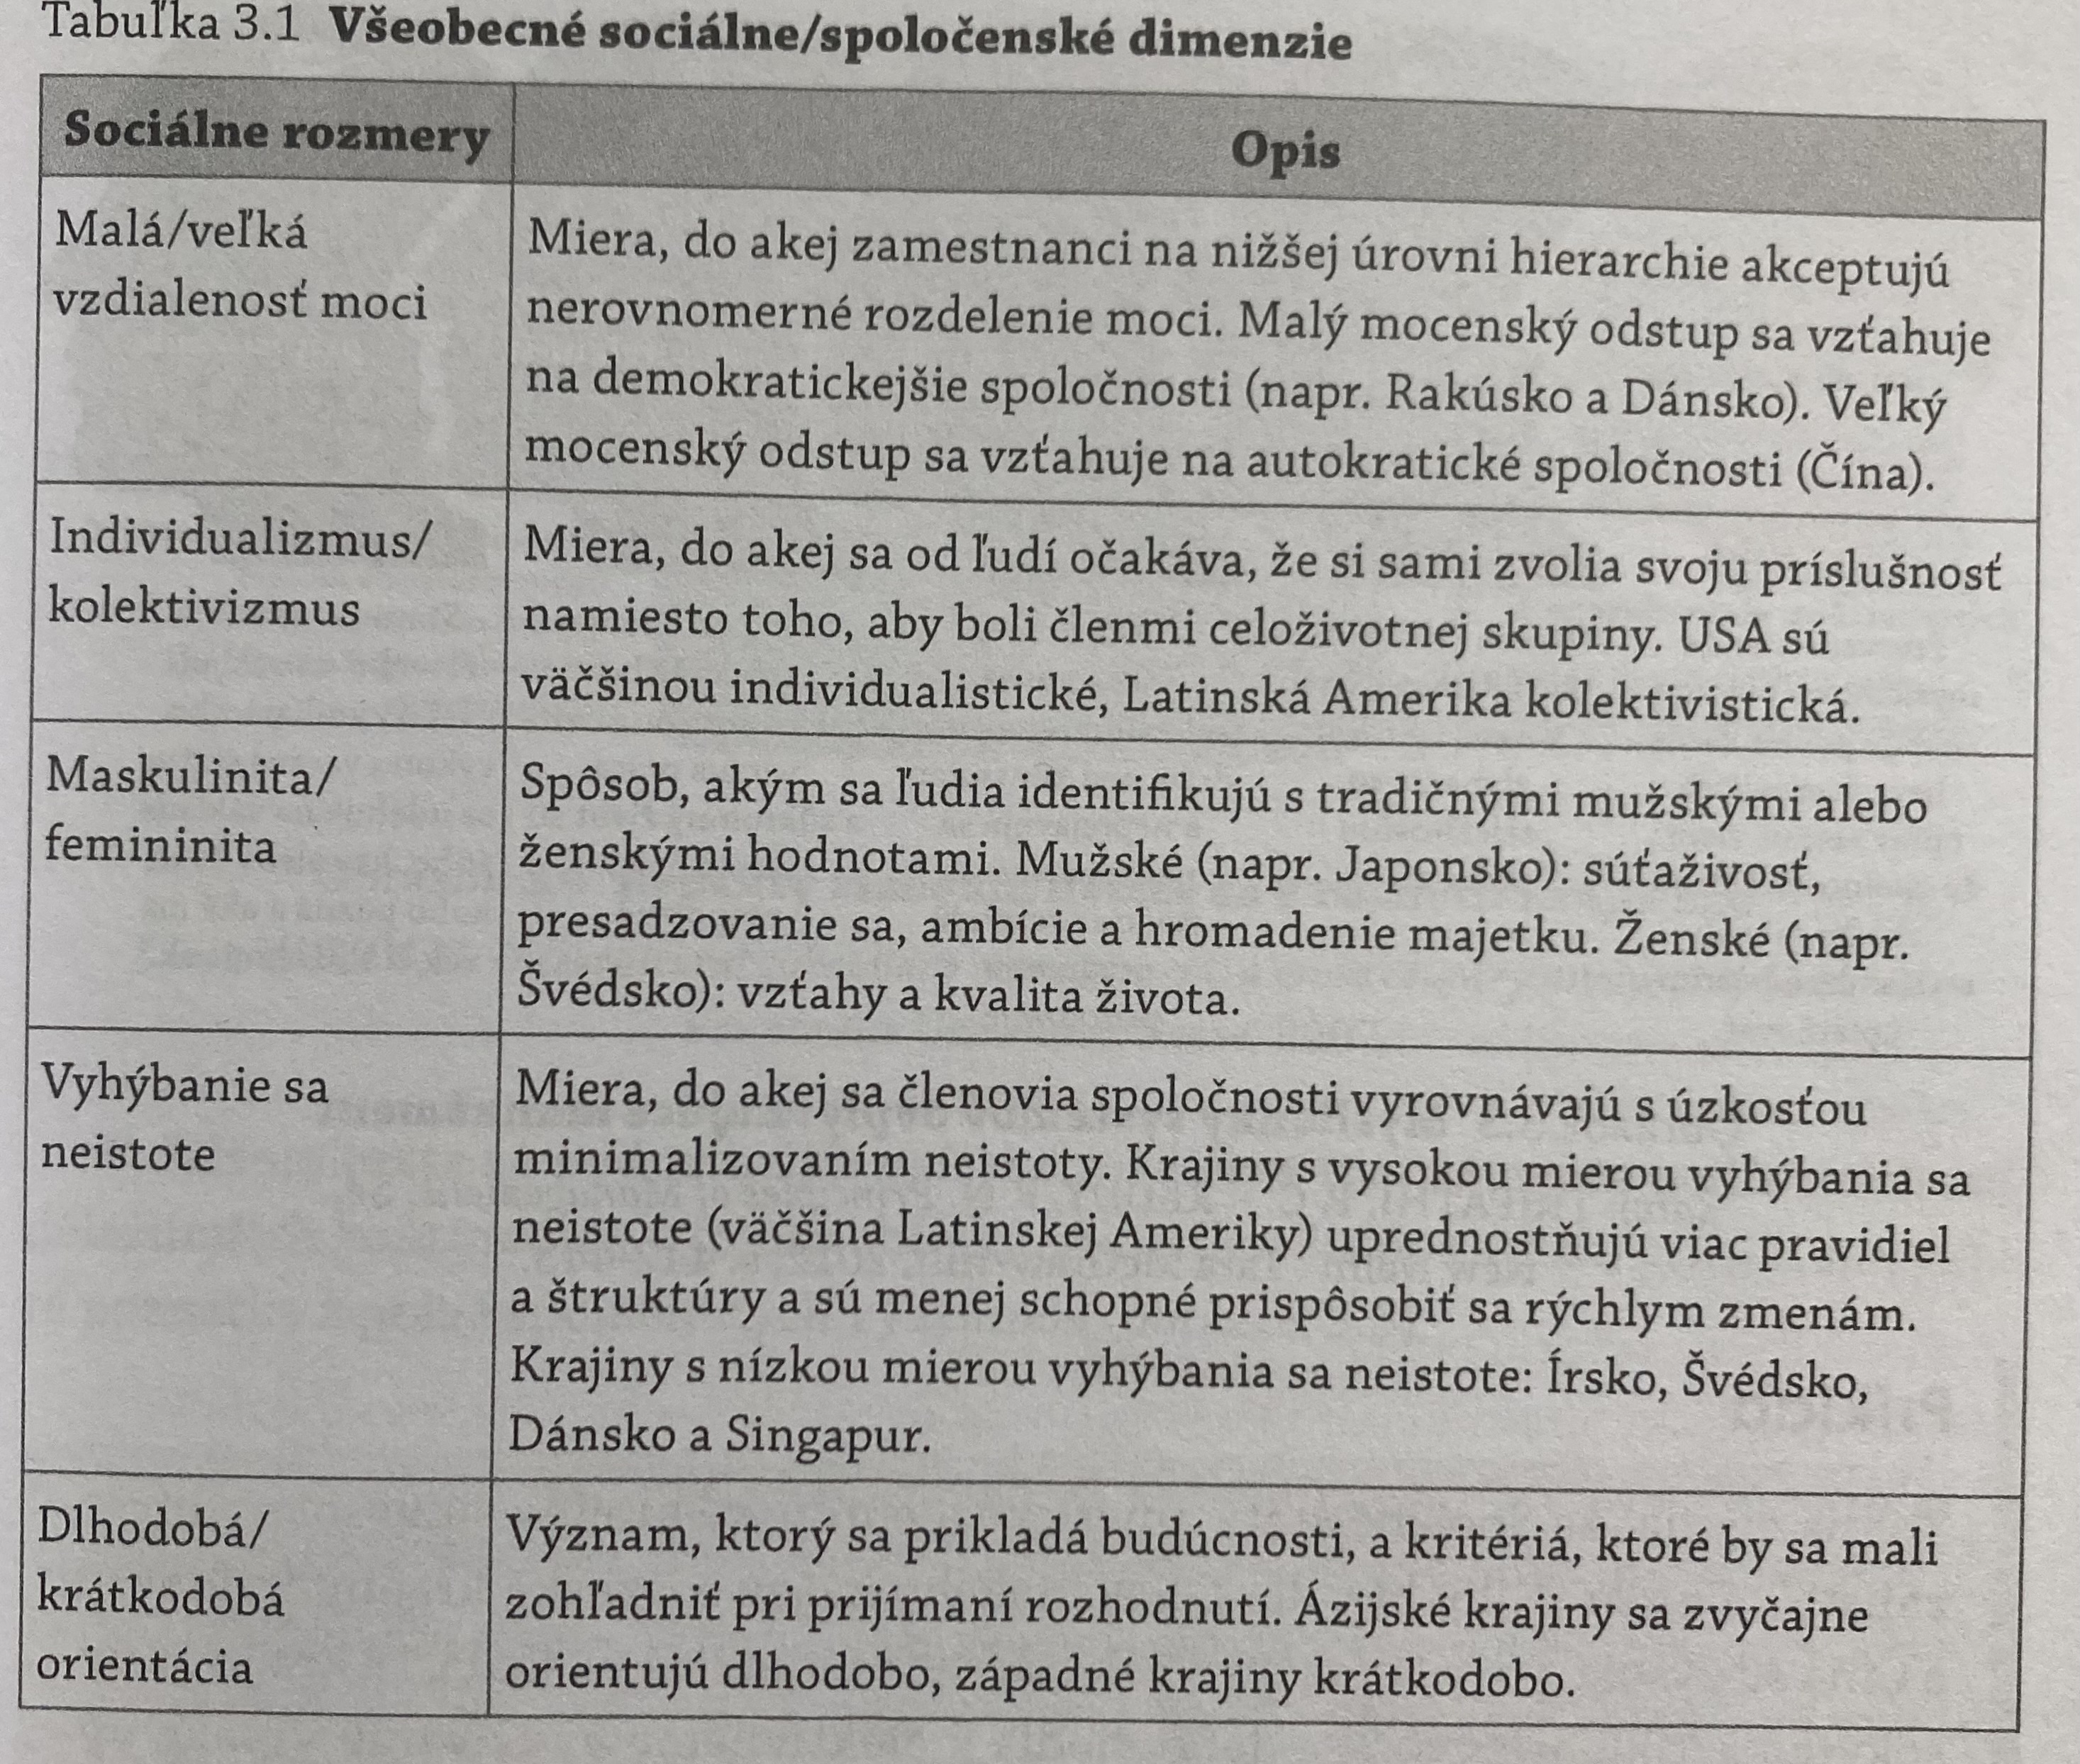 Tabuľka 3.1 Všeobecné sociálne/spoločenské dimenzie
Sociálne rozmery
Opis
Malá/veľká
vzdialenosť moci
Miera, do akej zamestnanci na nižšej úrovni hierarchie akceptujú
nerovnomerné rozdelenie moci. Malý mocenský odstup sa vzťahuje
na demokratickejšie spoločnosti (napr. Rakúsko a Dánsko). Veľký
mocenský odstup sa vzťahuje na autokratické spoločnosti (Čína).
Individualizmus/
kolektivizmus
Miera, do akej sa od ľudí očakáva, že si sami zvolia svoju príslušnosť
namiesto toho, aby boli členmi celoživotnej skupiny. USA sú
väčšinou individualistické, Latinská Amerika kolektivistická.
Maskulinita/
femininita
Spôsob, akým sa ľudia identifikujú s tradičnými mužskými alebo
ženskými hodnotami. Mužské (napr. Japonsko): súťaživosť,
presadzovanie sa, ambície a hromadenie majetku. Ženské (napr.
Švédsko): vzťahy a kvalita života.
Vyhýbanie sa
neistote
Miera, do akej sa členovia spoločnosti vyrovnávajú s úzkosťou
minimalizovaním neistoty. Krajiny s vysokou mierou vyhýbania sa
neistote (väčšina Latinskej Ameriky) uprednostňujú viac pravidiel
a štruktúry a sú menej schopné prispôsobiť sa rýchlym zmenám.
Krajiny s nízkou mierou vyhýbania sa neistote: Írsko, Švédsko,
Dánsko a Singapur.
Dlhodobá/
krátkodobá
orientácia
Význam, ktorý sa prikladá budúcnosti, a kritériá, ktoré by sa mali
zohľadniť pri prijímaní rozhodnutí. Ázijské krajiny sa zvyčajne
orientujú dlhodobo, západné krajiny krátkodobo.